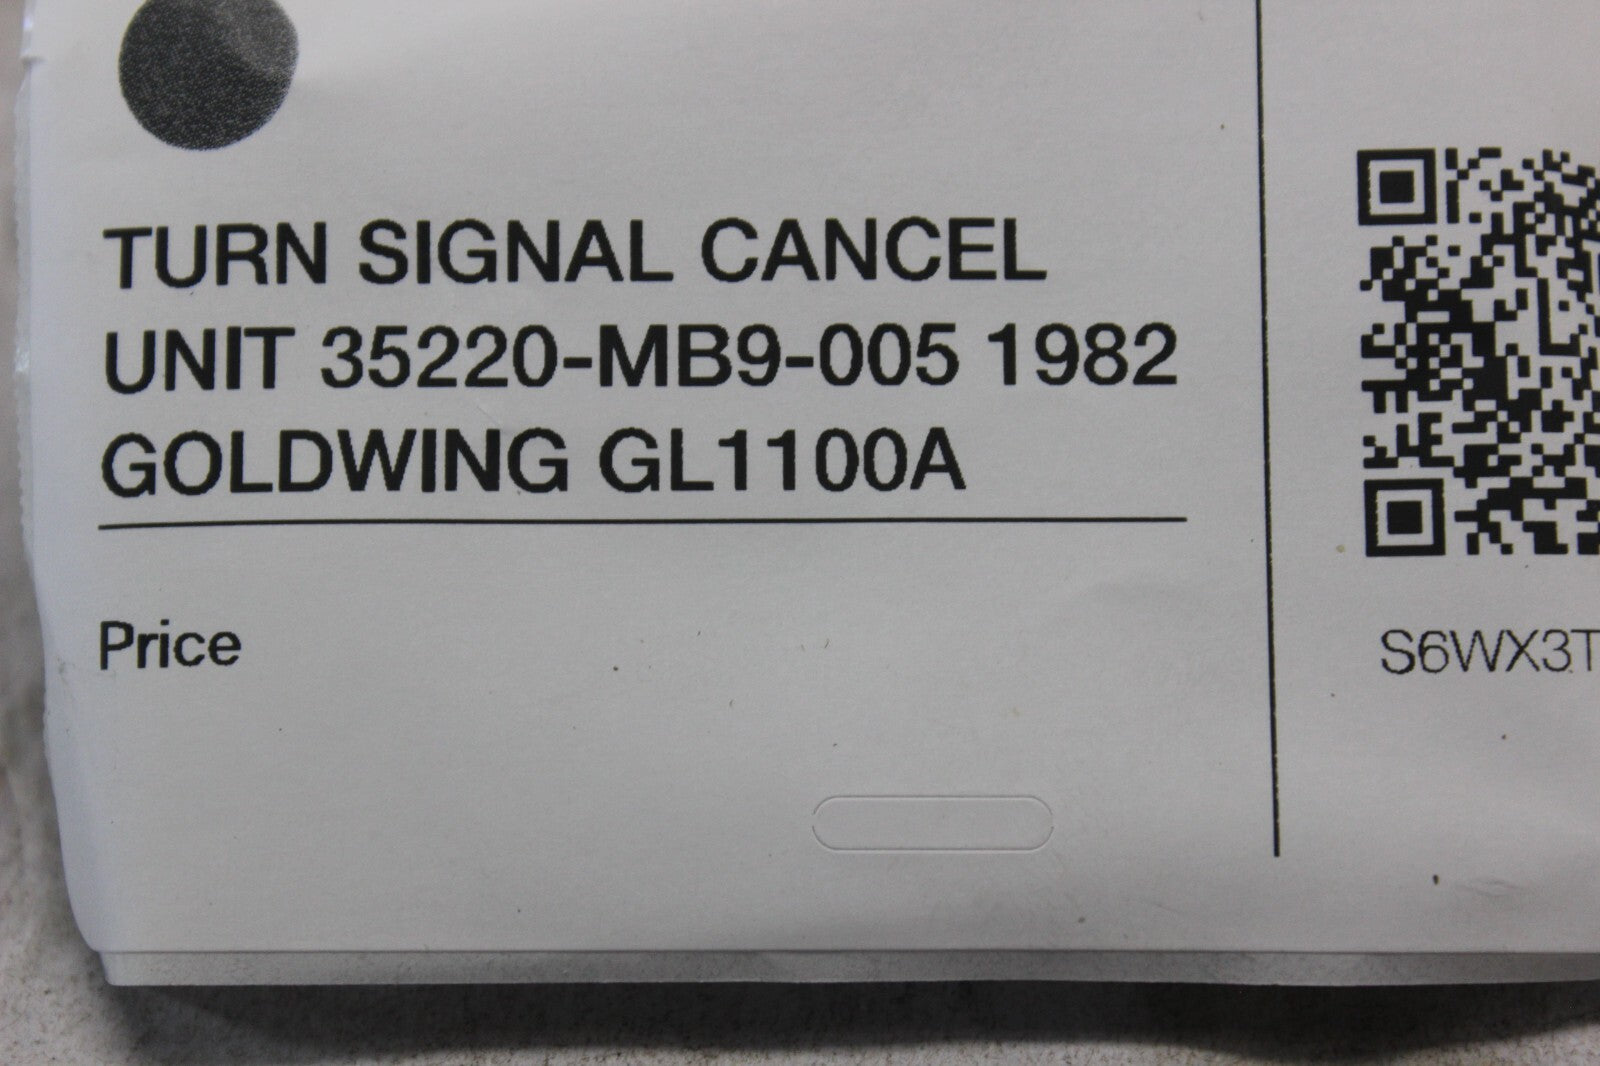 TURN SIGNAL CANCEL
UNIT 35220-MB9-005 1982
GOLDWING GL1100A
Price
S6WX3T